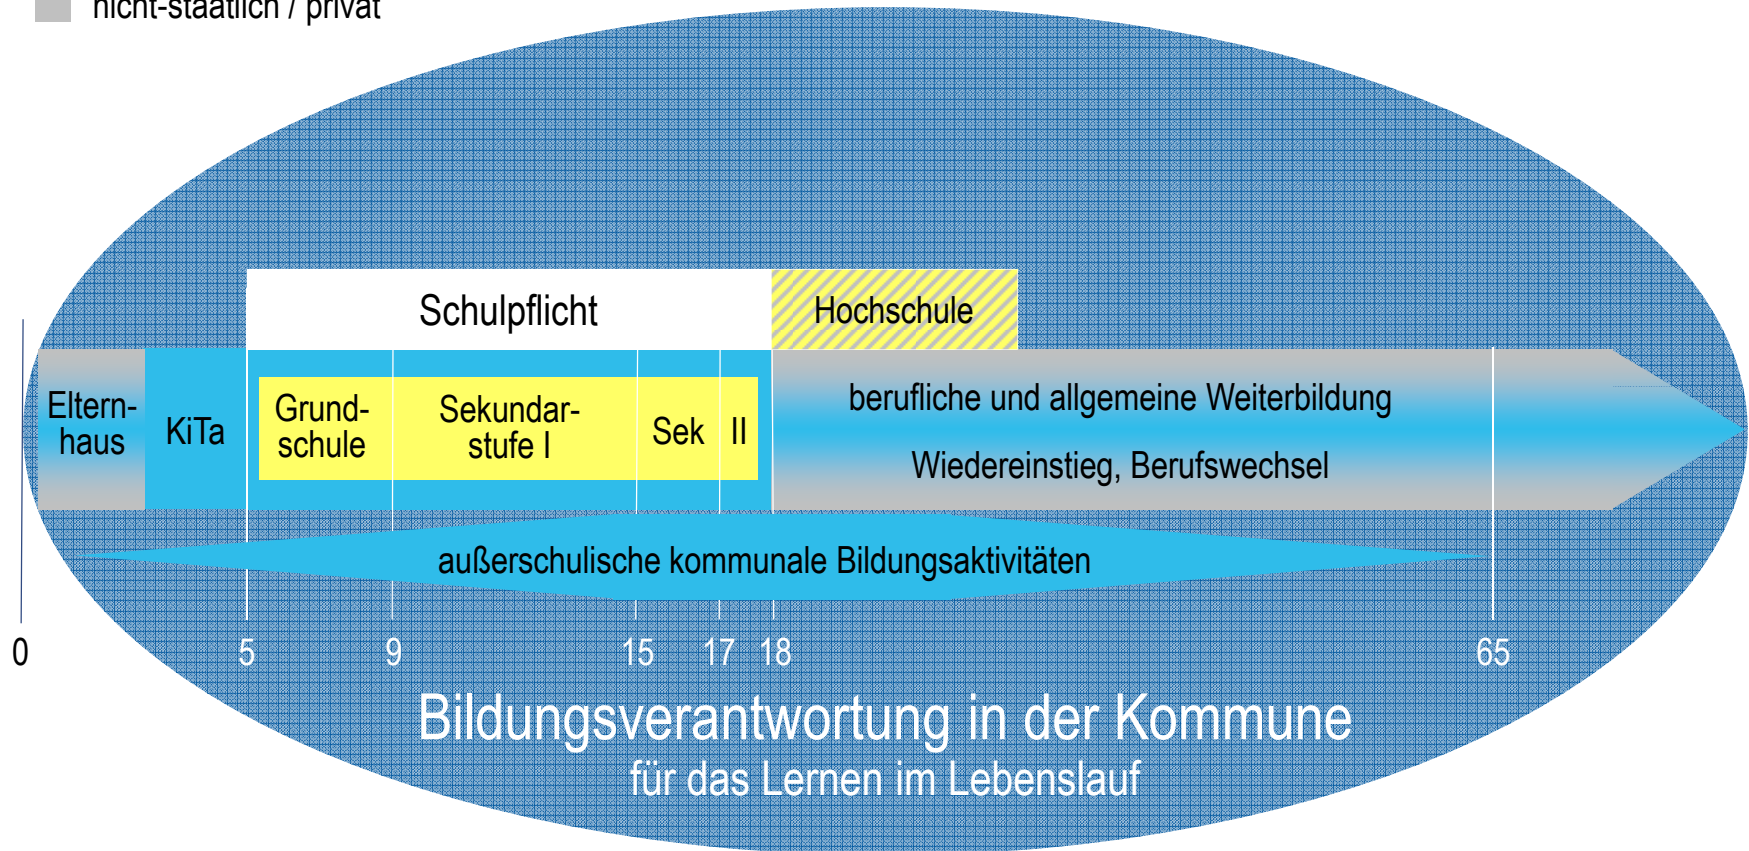 nicht-staatlich / privat
Schulpflicht
Hochschule
Eltern-
haus
KiTa
Grund-
schule
Sekundar-
stufe I
Sek
II
berufliche und allgemeine Weiterbildung
Wiedereinstieg, Berufswechsel
außerschulische kommunale Bildungsaktivitäten
0
5
9
15
17
18
65
Bildungsverantwortung in der Kommune
für das Lernen im Lebenslauf